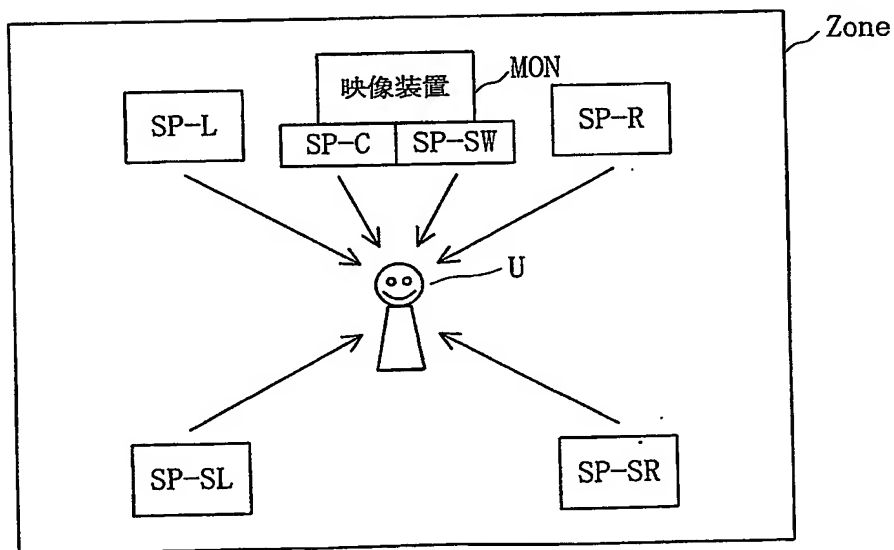 Zone
映像装置
MON
SP-L
SP-R
SP-C
SP-SW
U
SP-SL
SP-SR